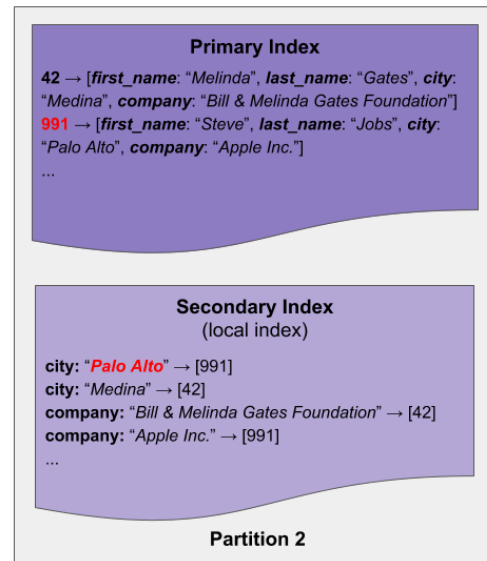 Primary Index
42 → [first_name: “Melinda”, last_name: “Gates”, city:
“Medina”, company: “Bill & Melinda Gates Foundation”]
991 → [first_name: “Steve”, last_name: “Jobs”, city:
“Palo Alto”, company: “Apple Inc.”]
...
Secondary Index
(local index)
city: “Palo Alto” → [991]
city: “Medina” → [42]
company: “Bill & Melinda Gates Foundation” → [42]
company: “Apple Inc.” → [991]
...
Partition 2